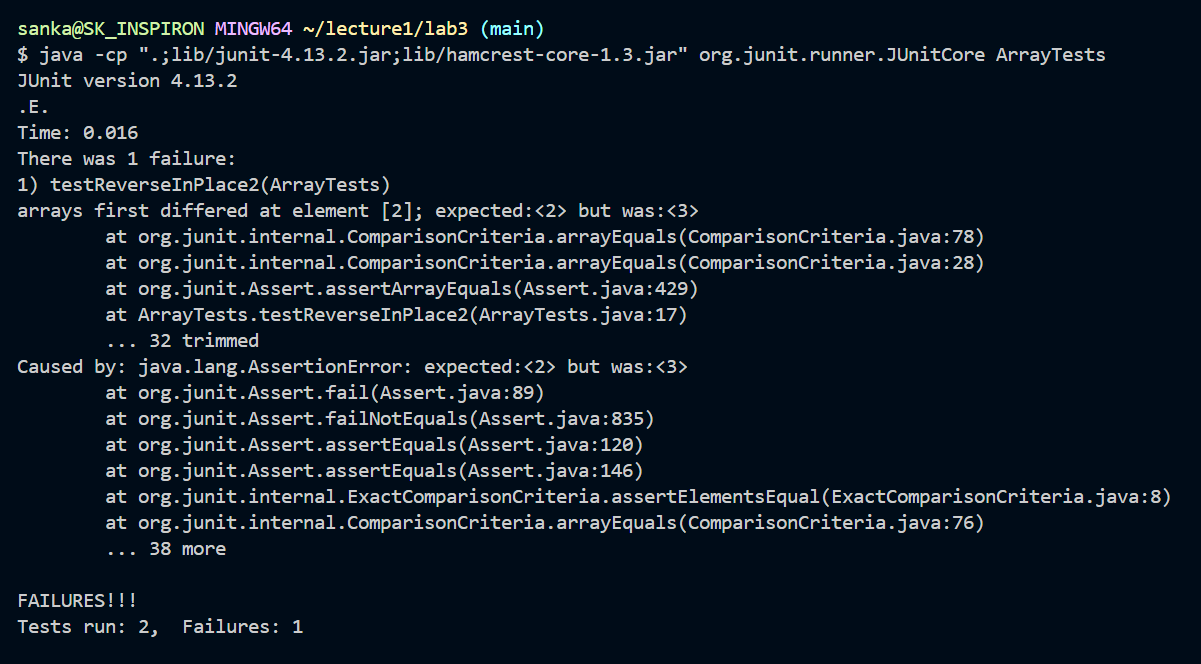 sanka@SK_INSPIRON MINGW64 ~/lecture1/lab3 (main)
$ java -cp ".;lib/junit-4.13.2.jar;lib/hamcrest-core-1.3.jar" org.junit.runner.JUnitCore ArrayTests
JUnit version 4.13.2
.E.
Time: 0.016
There was 1 failure:
1) testReverseInPlace2(ArrayTests)
arrays first differed at element [2]; expected:<2> but was:<3>
        at org.junit.internal.ComparisonCriteria.arrayEquals(ComparisonCriteria.java:78)
        at org.junit.internal.ComparisonCriteria.arrayEquals(ComparisonCriteria.java:28)
        at org.junit.Assert.assertArrayEquals(Assert.java:429)
        at ArrayTests.testReverseInPlace2(ArrayTests.java:17)
        ... 32 trimmed
Caused by: java.lang.AssertionError: expected:<2> but was:<3>
        at org.junit.Assert.fail(Assert.java:89)
        at org.junit.Assert.failNotEquals(Assert.java:835)
        at org.junit.Assert.assertEquals(Assert.java:120)
        at org.junit.Assert.assertEquals(Assert.java:146)
        at org.junit.internal.ExactComparisonCriteria.assertElementsEqual(ExactComparisonCriteria.java:8)
        at org.junit.internal.ComparisonCriteria.arrayEquals(ComparisonCriteria.java:76)
        ... 38 more

FAILURES!!!
Tests run: 2,  Failures: 1